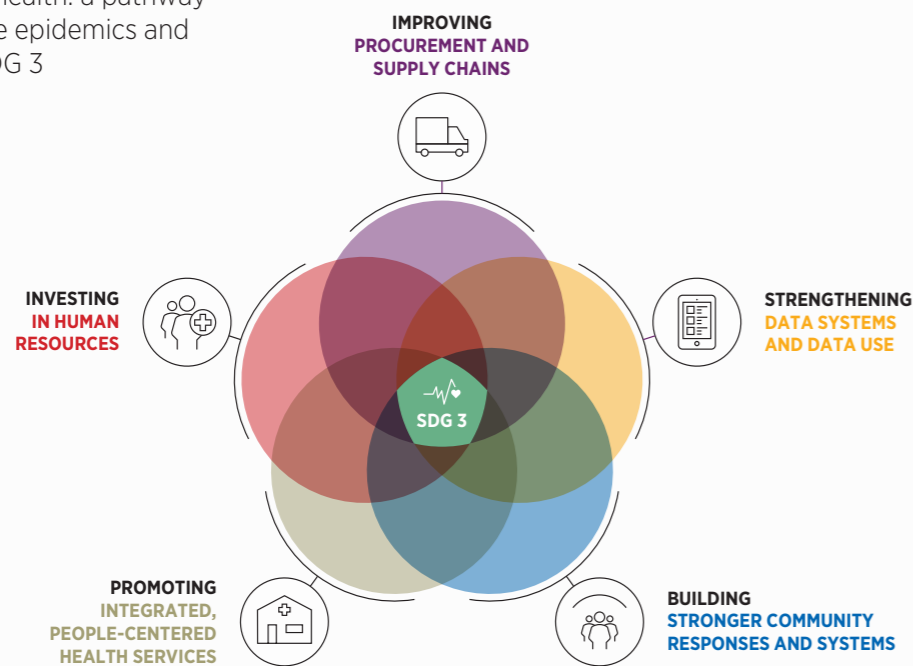 health: a pathway
e epidemics and
DG 3
IMPROVING
PROCUREMENT AND
SUPPLY CHAINS
INVESTING
IN HUMAN
RESOURCES
STRENGTHENING
DATA SYSTEMS
AND DATA USE
SDG 3
PROMOTING
INTEGRATED,
PEOPLE-CENTERED
HEALTH SERVICES
BUILDING
STRONGER COMMUNITY
RESPONSES AND SYSTEMS